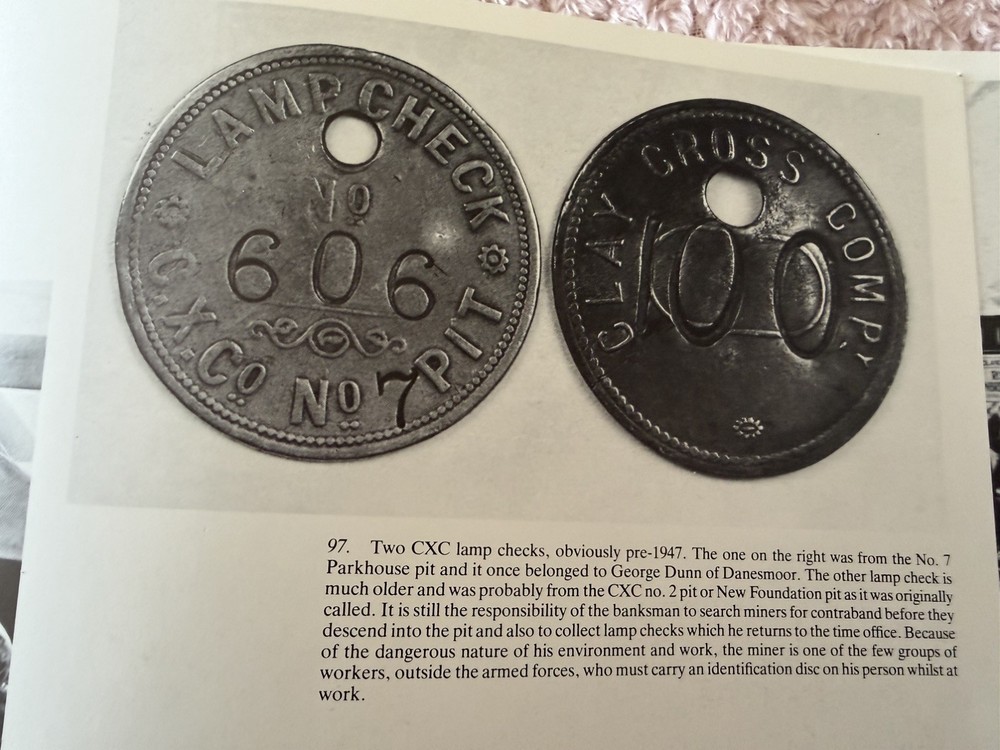 LAMP CHECK
No
606
C.X.Co No 7 PIT
CLAY CROSS COMPY
100
97. Two CXC lamp checks, obviously pre-1947. The one on the right was from the No. 7
Parkhouse pit and it once belonged to George Dunn of Danesmoor. The other lamp check is
much older and was probably from the CXC no. 2 pit or New Foundation pit as it was originally
called. It is still the responsibility of the banksman to search miners for contraband before they
descend into the pit and also to collect lamp checks which he returns to the time office. Because
of the dangerous nature of his environment and work, the miner is one of the few groups of
workers, outside the armed forces, who must carry an identification disc on his person whilst at
work.